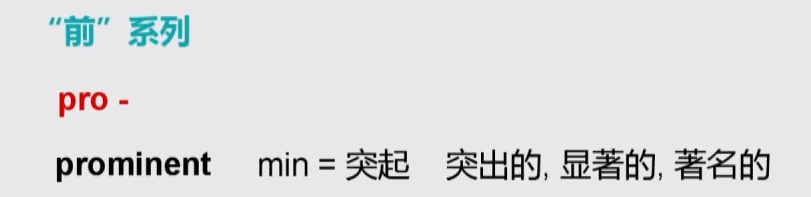 “前”系列
pro -
prominent min = 突起 突出的, 显著的, 著名的